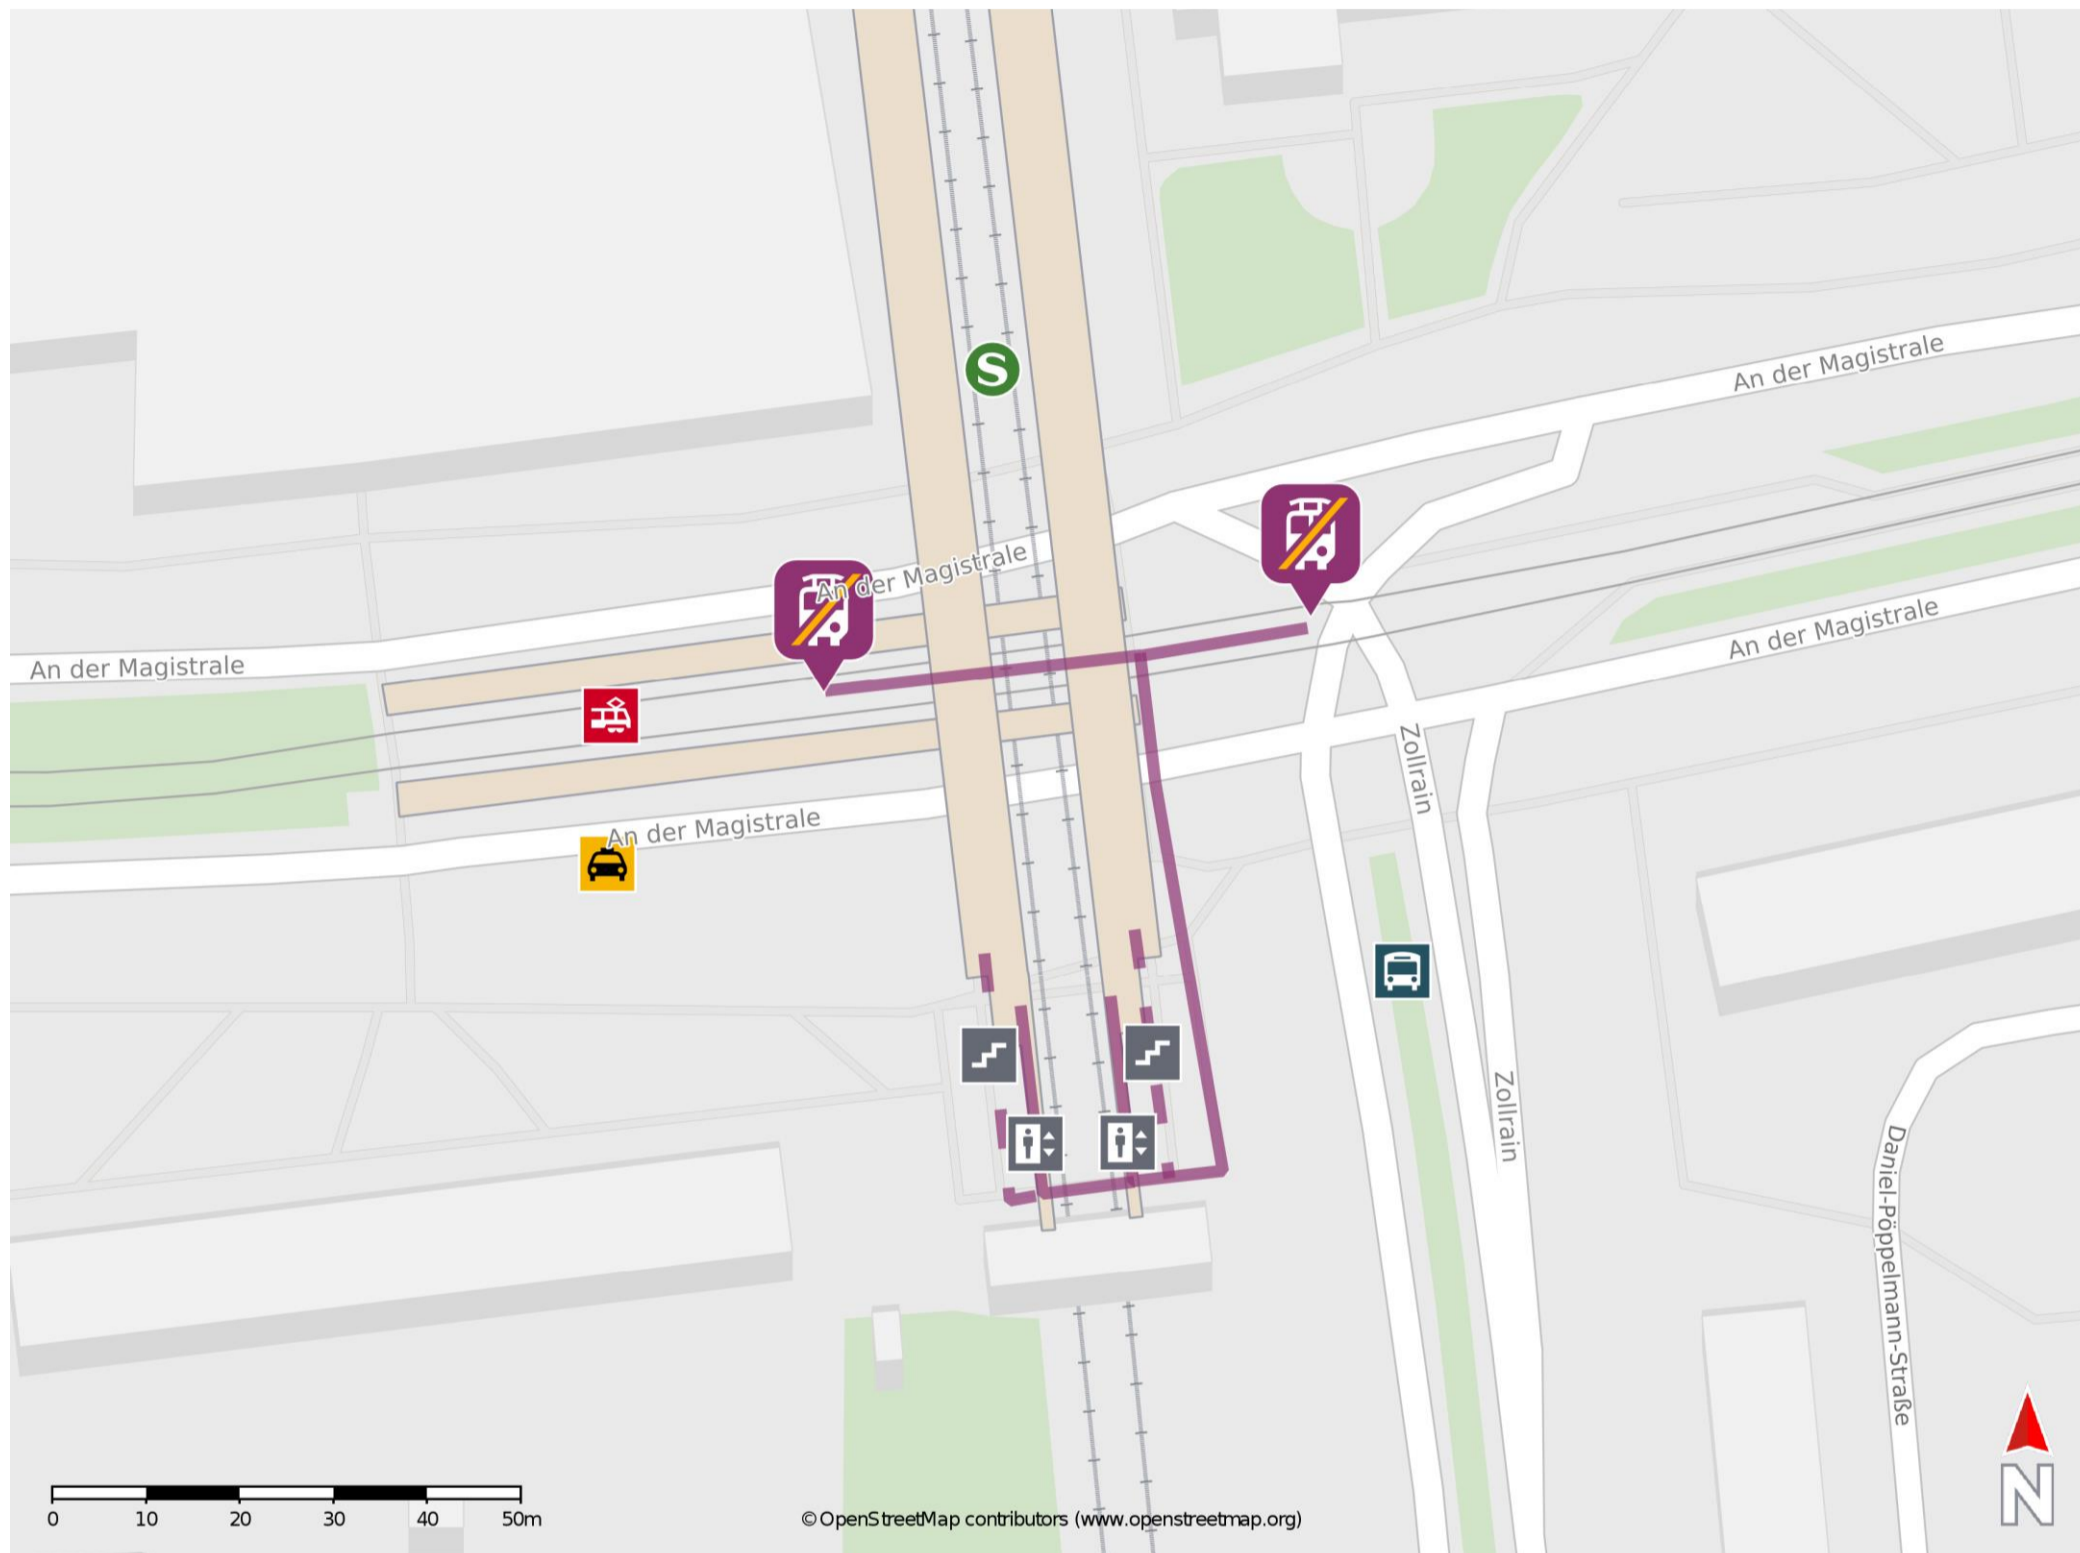 S
An der Magistrale
An der Magistrale
An der Magistrale
An der Magistrale
An der Magistrale
Zollrain
Zollrain
Daniel-Pöppelmann-Straße
N
0 10 20 30 40 50m
© OpenStreetMap contributors (www.openstreetmap.org)